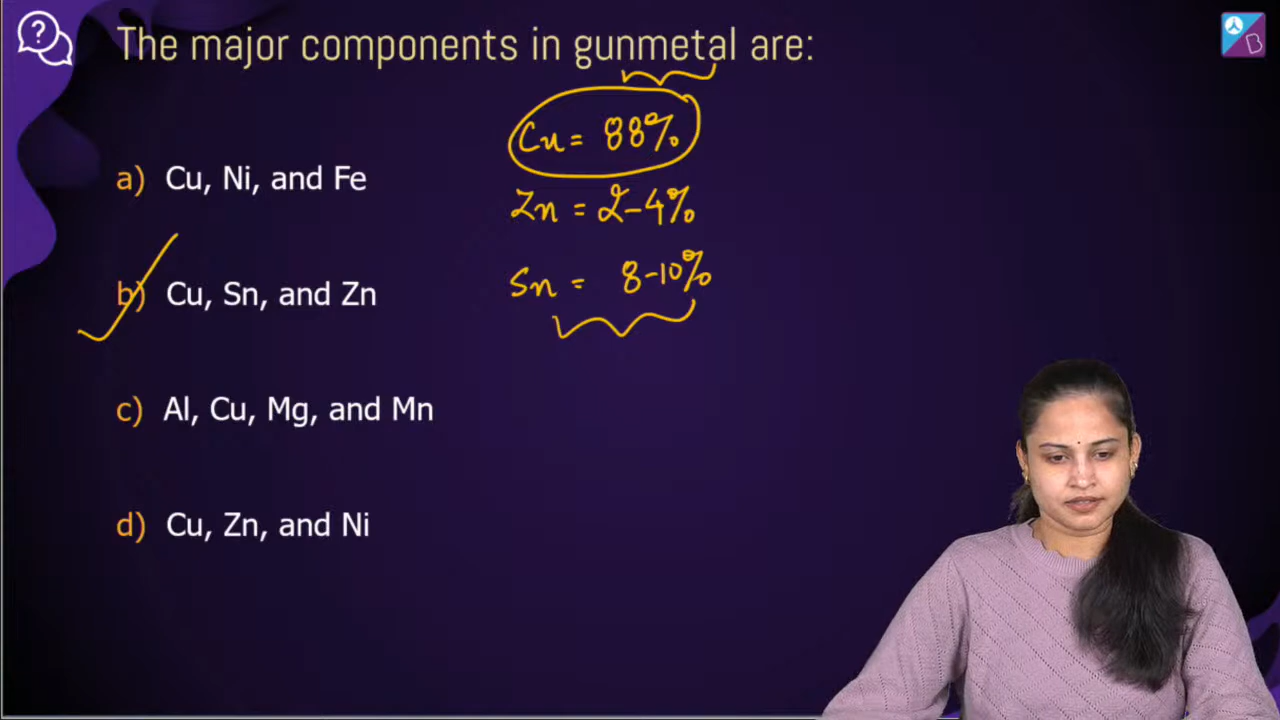 The major components in gunmetal are:
Cu = 88%
a) Cu, Ni, and Fe
Zn = 2-4%
b) Cu, Sn, and Zn
Sn = 8-10%
c) Al, Cu, Mg, and Mn
d) Cu, Zn, and Ni
?
B